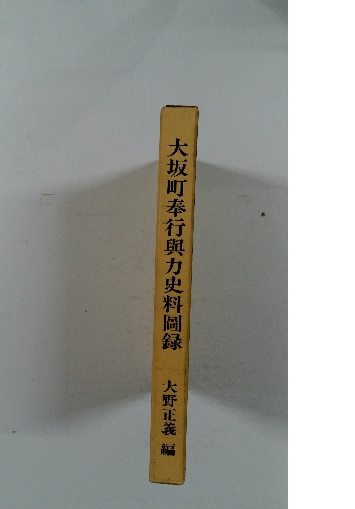 大坂町奉行與力史料圖録
大野正義 編